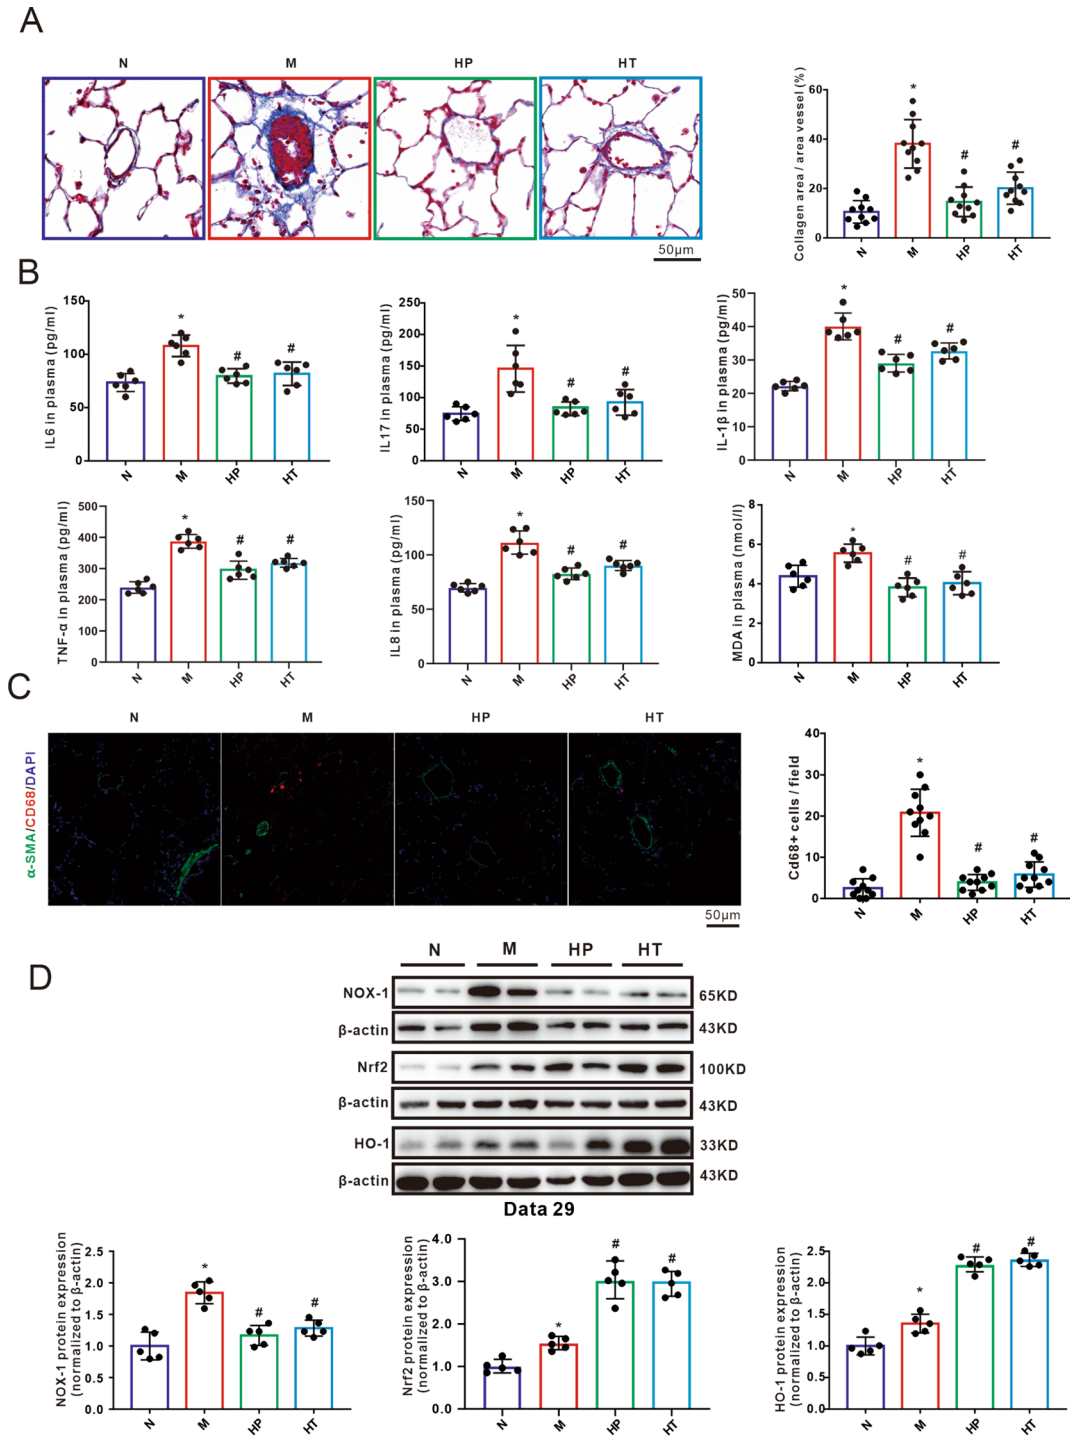 A
N M HP HT
50μm
Collagen area / area vessel (%)
60
40
20
0
*
#
#
N M HP HT
B
IL6 in plasma (pg/ml)
150
100
50
0
*
#
#
N M HP HT
IL17 in plasma (pg/ml)
250
200
150
100
50
0
*
#
#
N M HP HT
IL-1β in plasma (pg/ml)
50
40
30
20
10
0
*
#
#
N M HP HT
TNF-α in plasma (pg/ml)
500
400
300
200
100
0
*
#
#
N M HP HT
IL8 in plasma (pg/ml)
150
100
50
0
*
#
#
N M HP HT
MDA in plasma (nmol/l)
8
6
4
2
0
*
#
#
N M HP HT
C
N M HP HT
α-SMA/CD68/DAPI
50μm
Cd68+ cells / field
40
30
20
10
0
*
#
#
N M HP HT
D
N M HP HT
NOX-1 65KD
β-actin 43KD
Nrf2 100KD
β-actin 43KD
HO-1 33KD
β-actin 43KD
Data 29
NOX-1 protein expression
(normalized to β-actin)
2.5
2.0
1.5
1.0
0.5
0.0
*
#
#
N M HP HT
Nrf2 protein expression
(normalized to β-actin)
4.0
3.0
2.0
1.0
0.0
*
#
#
N M HP HT
HO-1 protein expression
(normalized to β-actin)
2.5
2.0
1.5
1.0
0.5
0.0
*
#
#
N M HP HT